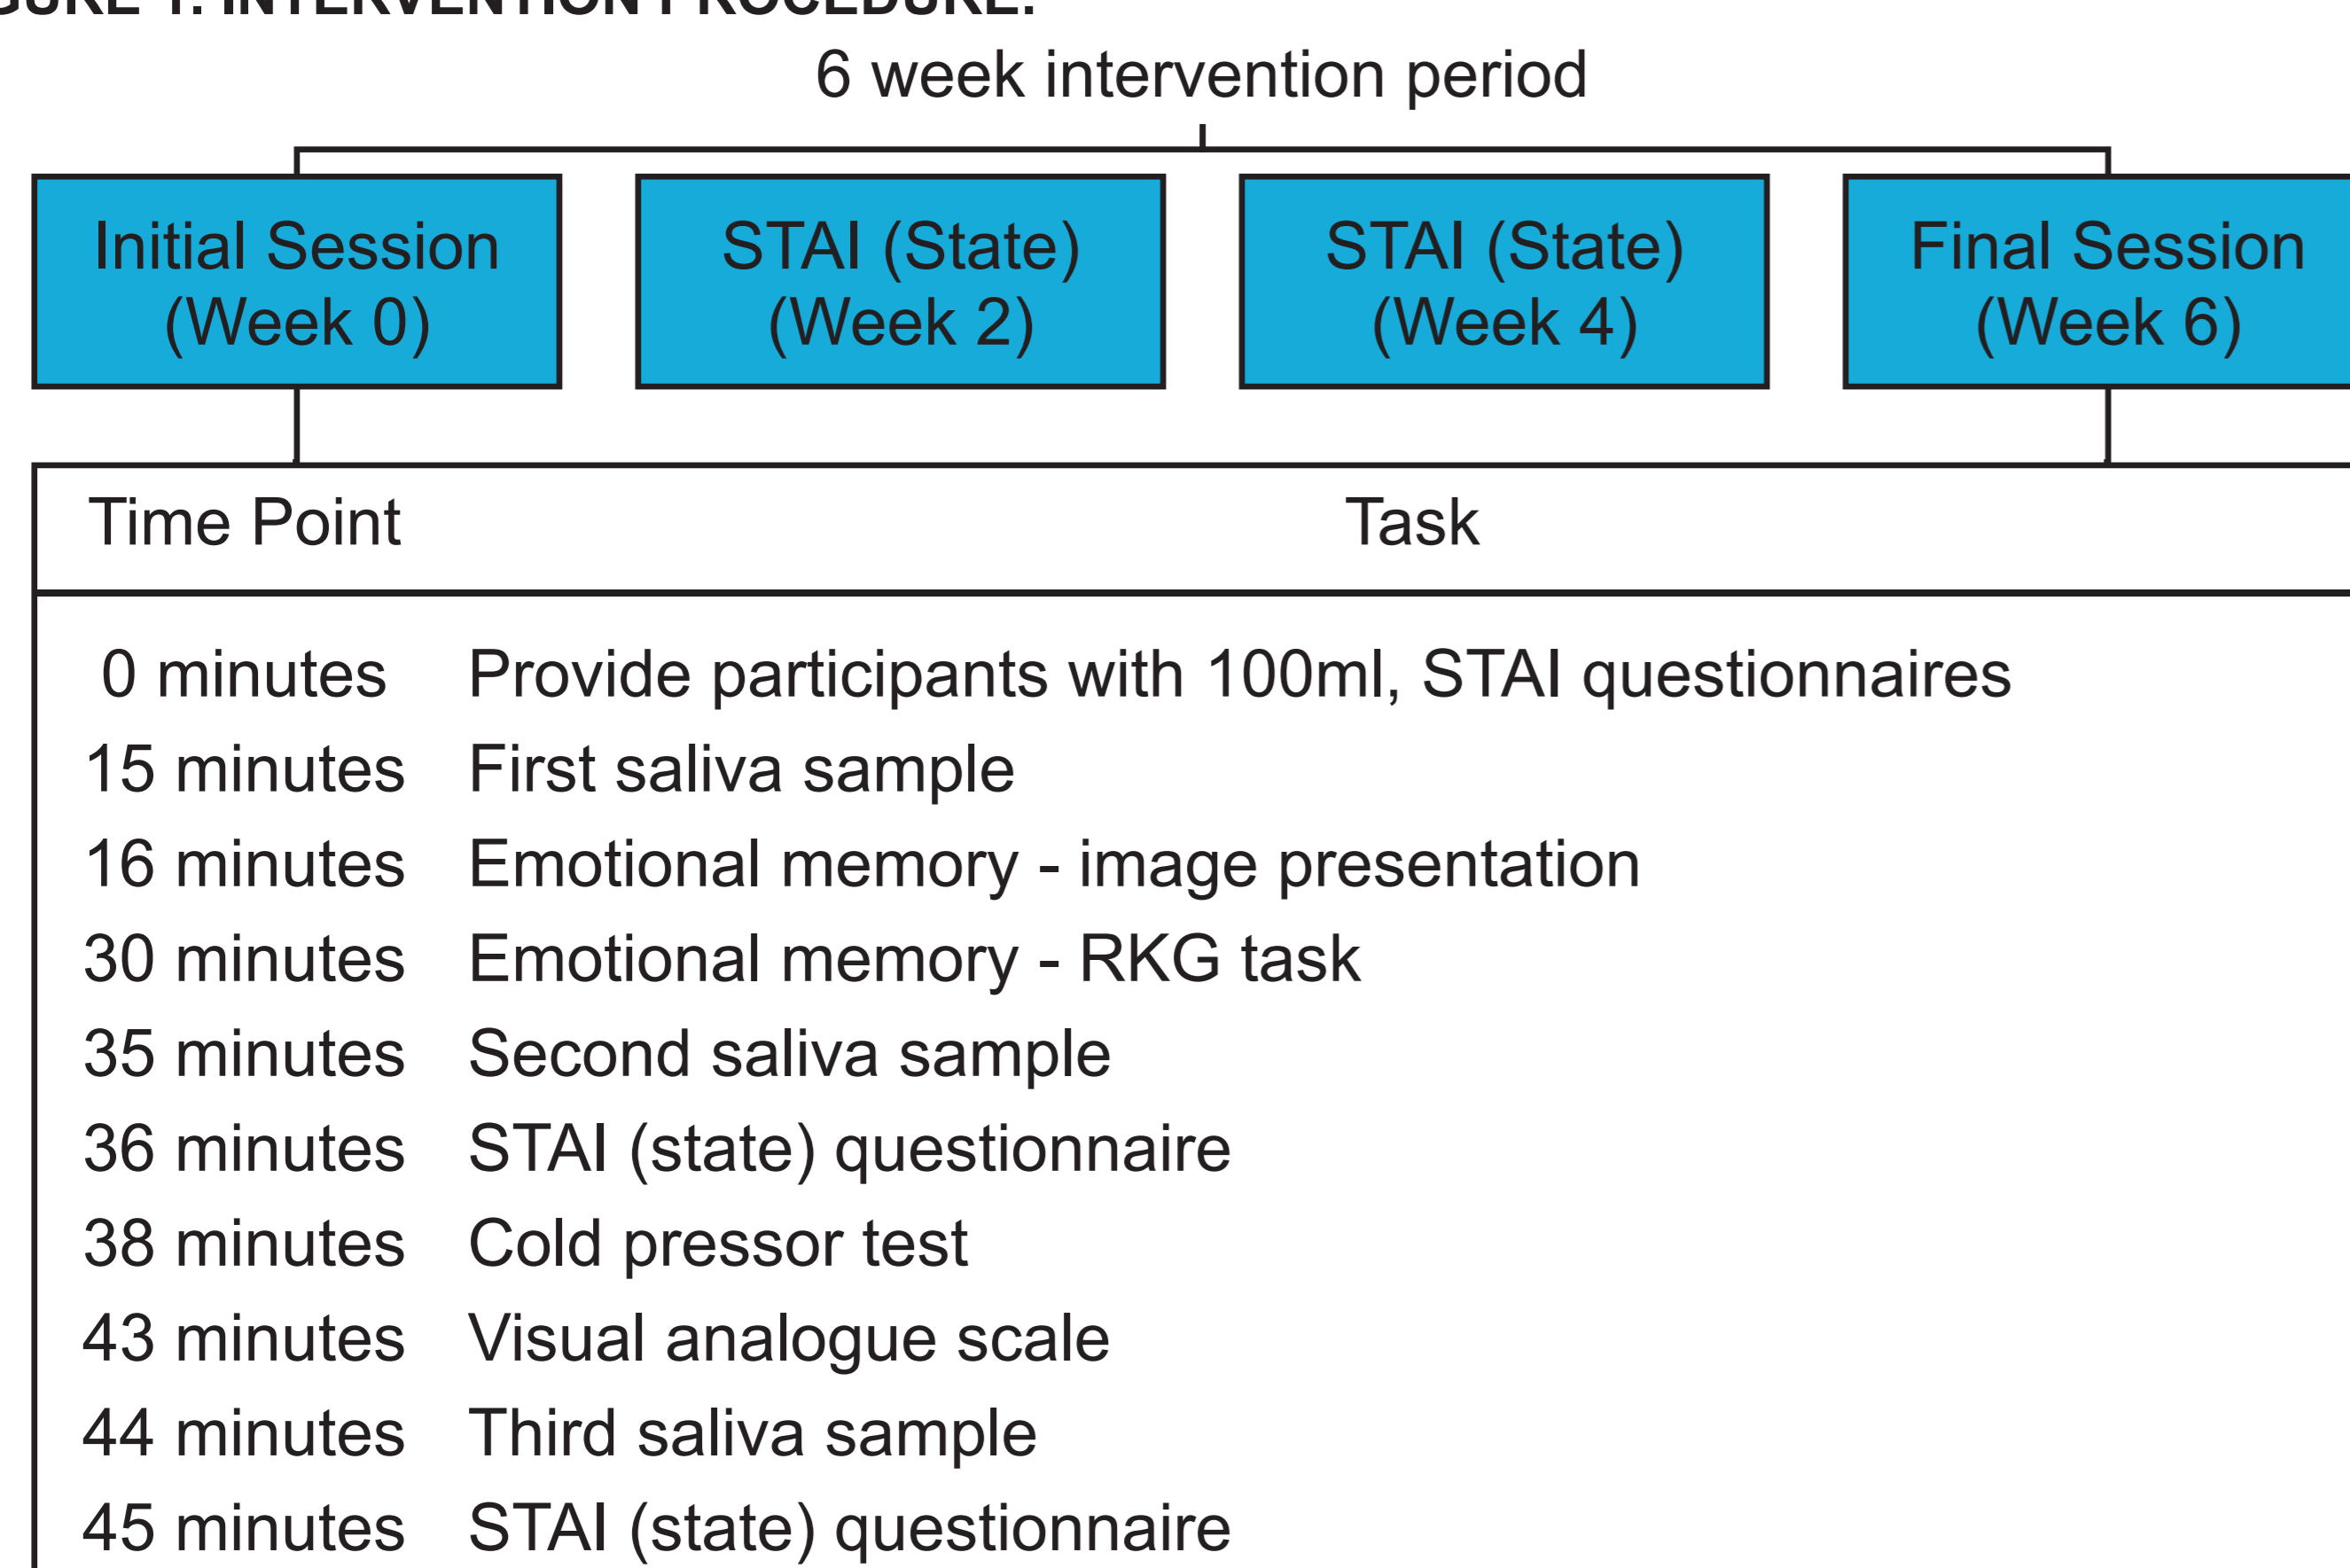 GURE 1. INTERVENTION PROCEDURE.
6 week intervention period
Initial Session
(Week 0)
STAI (State)
(Week 2)
STAI (State)
(Week 4)
Final Session
(Week 6)
Time Point Task
0 minutes Provide participants with 100ml, STAI questionnaires
15 minutes First saliva sample
16 minutes Emotional memory - image presentation
30 minutes Emotional memory - RKG task
35 minutes Second saliva sample
36 minutes STAI (state) questionnaire
38 minutes Cold pressor test
43 minutes Visual analogue scale
44 minutes Third saliva sample
45 minutes STAI (state) questionnaire